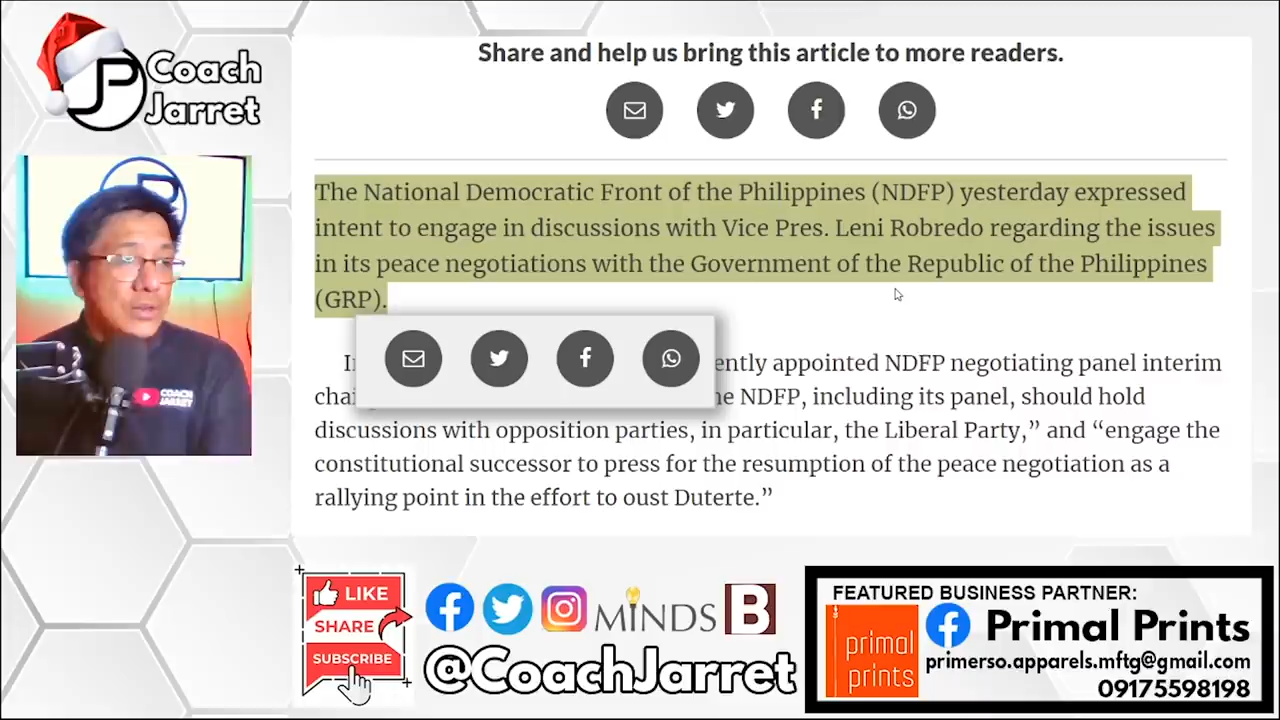 Coach
Jarret
Share and help us bring this article to more readers.
The National Democratic Front of the Philippines (NDFP) yesterday expressed
intent to engage in discussions with Vice Pres. Leni Robredo regarding the issues
in its peace negotiations with the Government of the Republic of the Philippines
(GRP).
ently appointed NDFP negotiating panel interim
NDFP, including its panel, should hold
discussions with opposition parties, in particular, the Liberal Party,” and “engage the
constitutional successor to press for the resumption of the peace negotiation as a
rallying point in the effort to oust Duterte.”
COACH
JARRET
LIKE
SHARE
SUBSCRIBE
MINDS
B
@CoachJarret
FEATURED BUSINESS PARTNER:
primal
prints
Primal Prints
primerso.apparels.mftg@gmail.com
09175598198